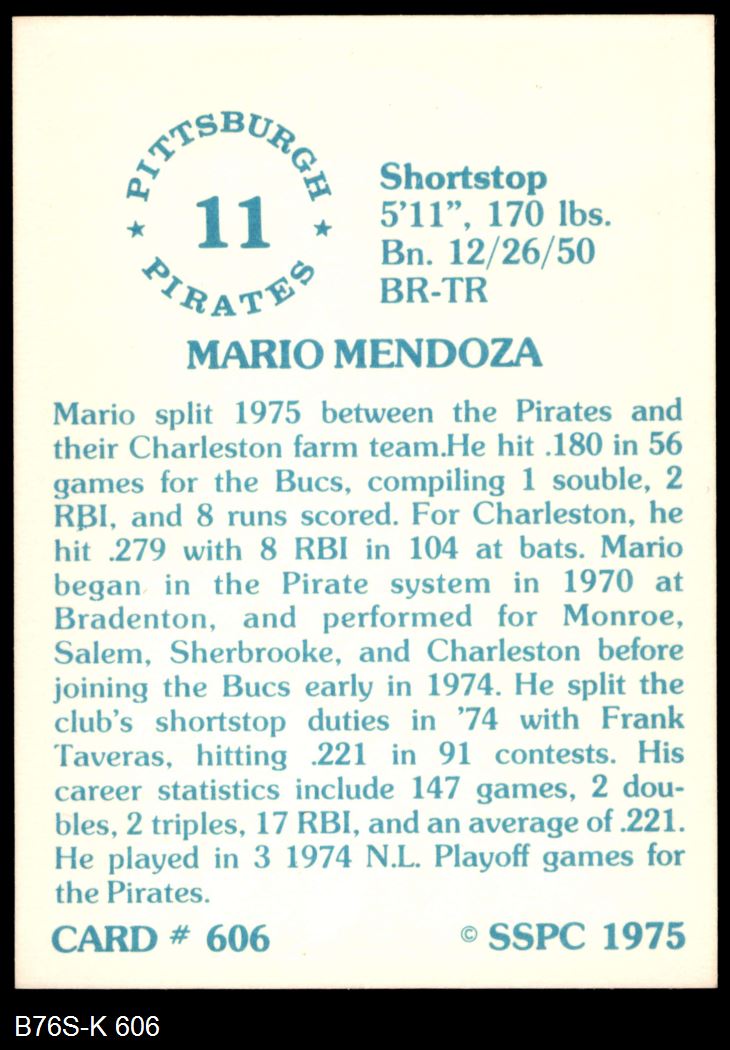 PITTSBURGH
11
PIRATES
Shortstop
5'11”, 170 lbs.
Bn. 12/26/50
BR-TR
MARIO MENDOZA
Mario split 1975 between the Pirates and
their Charleston farm team.He hit .180 in 56
games for the Bucs, compiling 1 souble, 2
RBI, and 8 runs scored. For Charleston, he
hit .279 with 8 RBI in 104 at bats. Mario
began in the Pirate system in 1970 at
Bradenton, and performed for Monroe,
Salem, Sherbrooke, and Charleston before
joining the Bucs early in 1974. He split the
club's shortstop duties in '74 with Frank
Taveras, hitting .221 in 91 contests. His
career statistics include 147 games, 2 dou-
bles, 2 triples, 17 RBI, and an average of .221.
He played in 3 1974 N.L. Playoff games for
the Pirates.
CARD # 606 © SSPC 1975
B76S-K 606